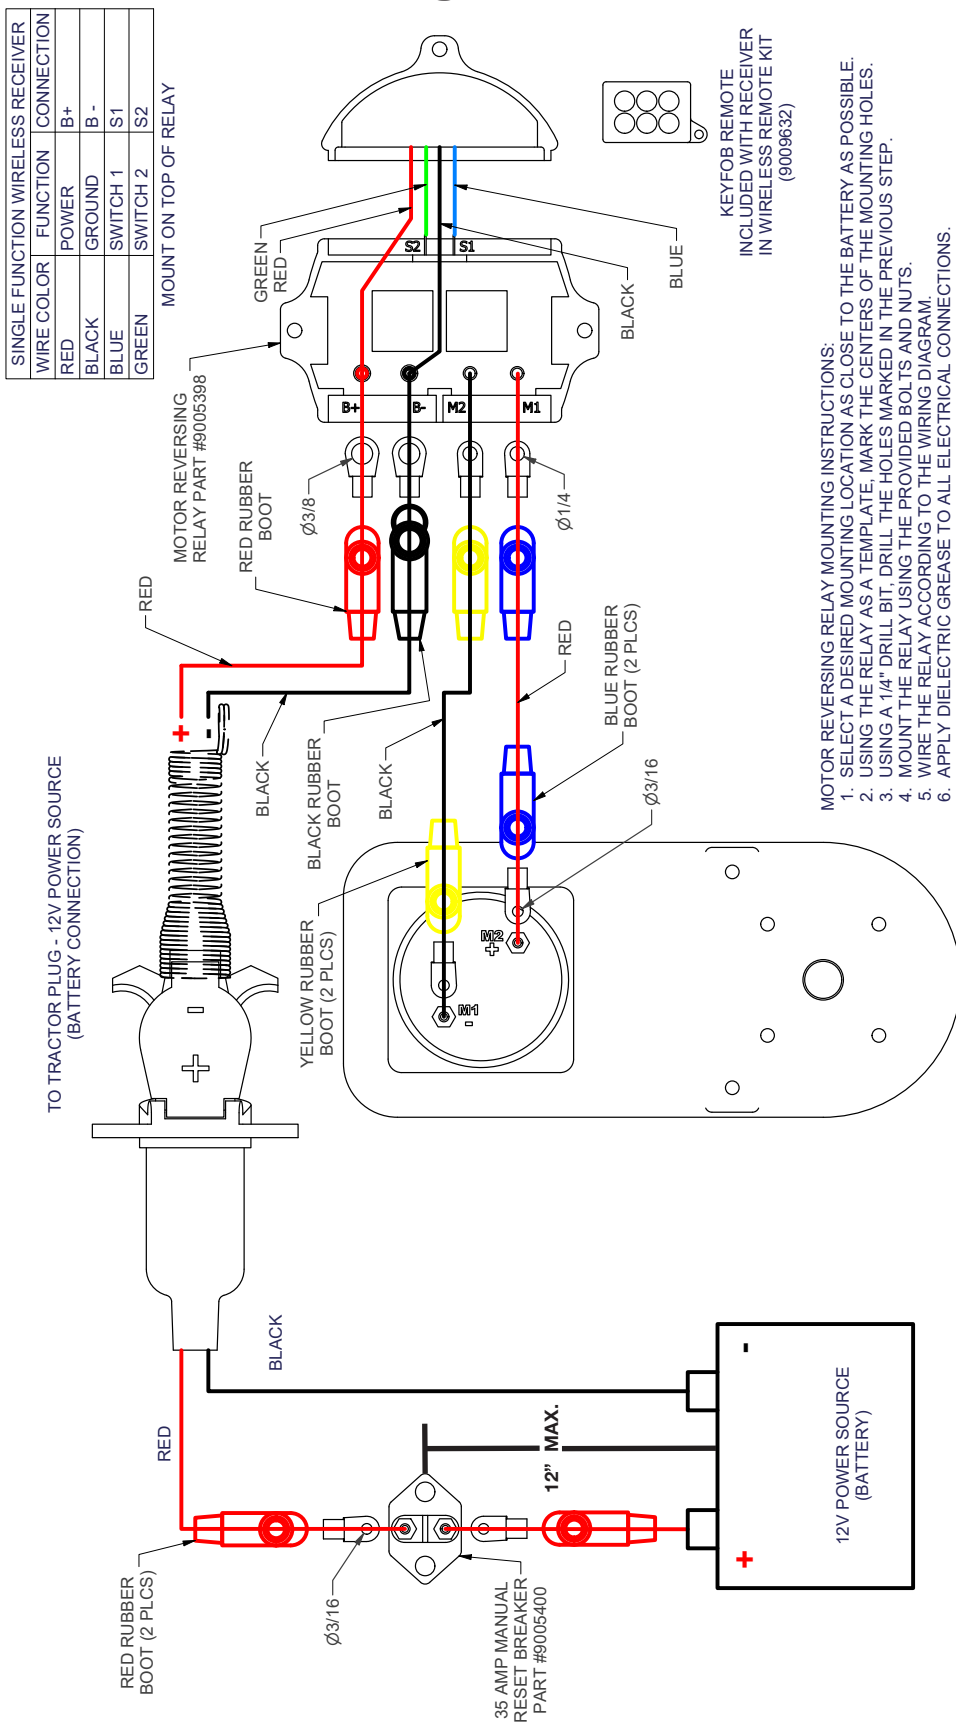 SINGLE FUNCTION WIRELESS RECEIVER
WIRE COLOR FUNCTION CONNECTION
RED POWER B+
BLACK GROUND B -
BLUE SWITCH 1 S1
GREEN SWITCH 2 S2
MOUNT ON TOP OF RELAY
MOTOR REVERSING
RELAY PART #9005398
GREEN
RED
S2
S1
BLACK
BLUE
KEYFOB REMOTE
INCLUDED WITH RECEIVER
IN WIRELESS REMOTE KIT
(9009632)
B+
B-
M2
M1
Ø3/8
Ø1/4
RED RUBBER
BOOT
RED
BLACK
BLACK RUBBER
BOOT
BLACK
RED
BLUE RUBBER
BOOT (2 PLCS)
Ø3/16
YELLOW RUBBER
BOOT (2 PLCS)
M2
+
M1
-
+
-
TO TRACTOR PLUG - 12V POWER SOURCE
(BATTERY CONNECTION)
-
+
RED
BLACK
RED RUBBER
BOOT (2 PLCS)
Ø3/16
35 AMP MANUAL
RESET BREAKER
PART #9005400
12" MAX.
+
-
12V POWER SOURCE
(BATTERY)
MOTOR REVERSING RELAY MOUNTING INSTRUCTIONS:
1. SELECT A DESIRED MOUNTING LOCATION AS CLOSE TO THE BATTERY AS POSSIBLE.
2. USING THE RELAY AS A TEMPLATE, MARK THE CENTERS OF THE MOUNTING HOLES.
3. USING A 1/4" DRILL BIT, DRILL THE HOLES MARKED IN THE PREVIOUS STEP.
4. MOUNT THE RELAY USING THE PROVIDED BOLTS AND NUTS.
5. WIRE THE RELAY ACCORDING TO THE WIRING DIAGRAM.
6. APPLY DIELECTRIC GREASE TO ALL ELECTRICAL CONNECTIONS.